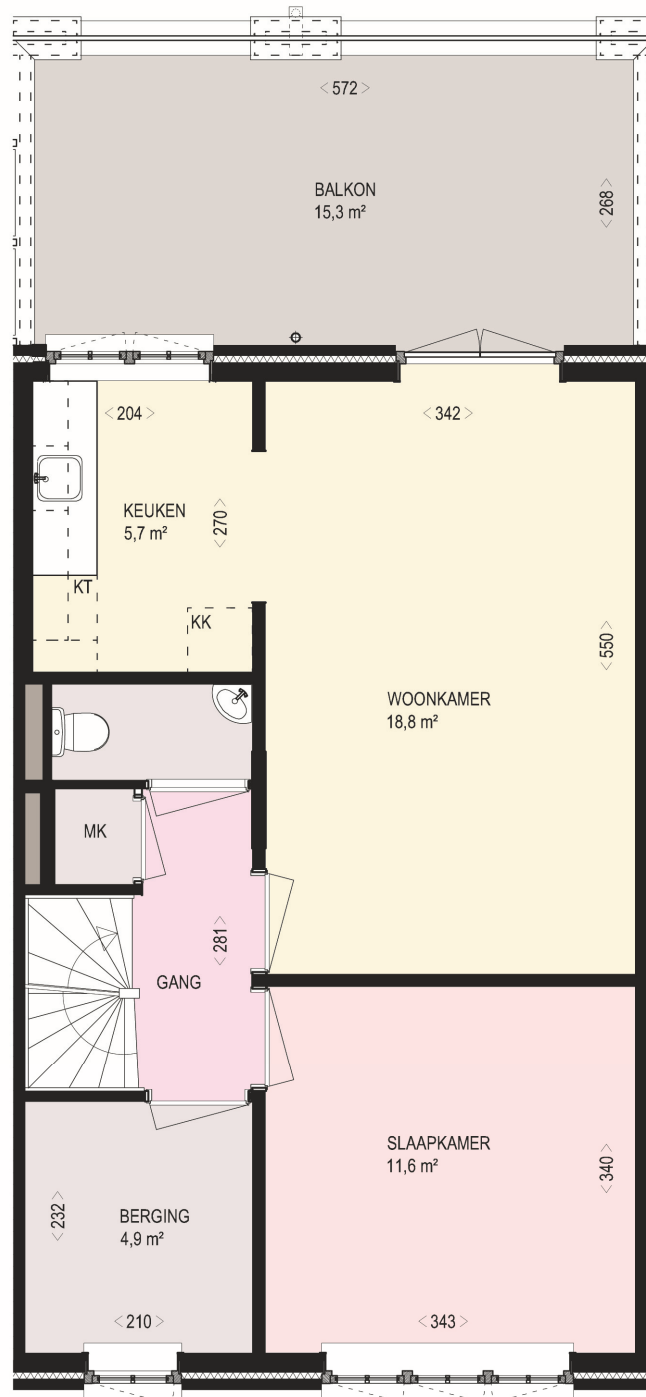 572
BALKON
15,3 m²
268
204
342
KEUKEN
5,7 m²
270
KT
KK
550
WOONKAMER
18,8 m²
MK
281
GANG
SLAAPKAMER
11,6 m²
340
232
BERGING
4,9 m²
210
343